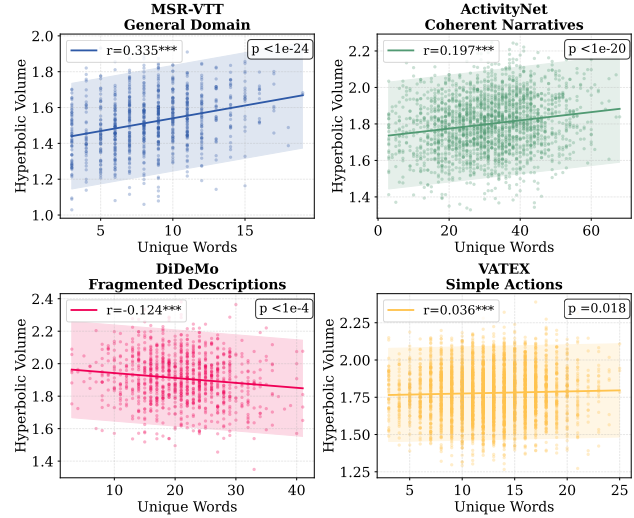 MSR-VTT
General Domain
r=0.335***
p <1e-24
Hyperbolic Volume
2.0
1.8
1.6
1.4
1.2
1.0
5
10
15
Unique Words
ActivityNet
Coherent Narratives
r=0.197***
p <1e-20
Hyperbolic Volume
2.2
2.0
1.8
1.6
1.4
0
20
40
60
Unique Words
DiDeMo
Fragmented Descriptions
r=-0.124***
p <1e-4
Hyperbolic Volume
2.4
2.2
2.0
1.8
1.6
1.4
10
20
30
40
Unique Words
VATEX
Simple Actions
r=0.036***
p =0.018
Hyperbolic Volume
2.25
2.00
1.75
1.50
1.25
5
10
15
20
25
Unique Words